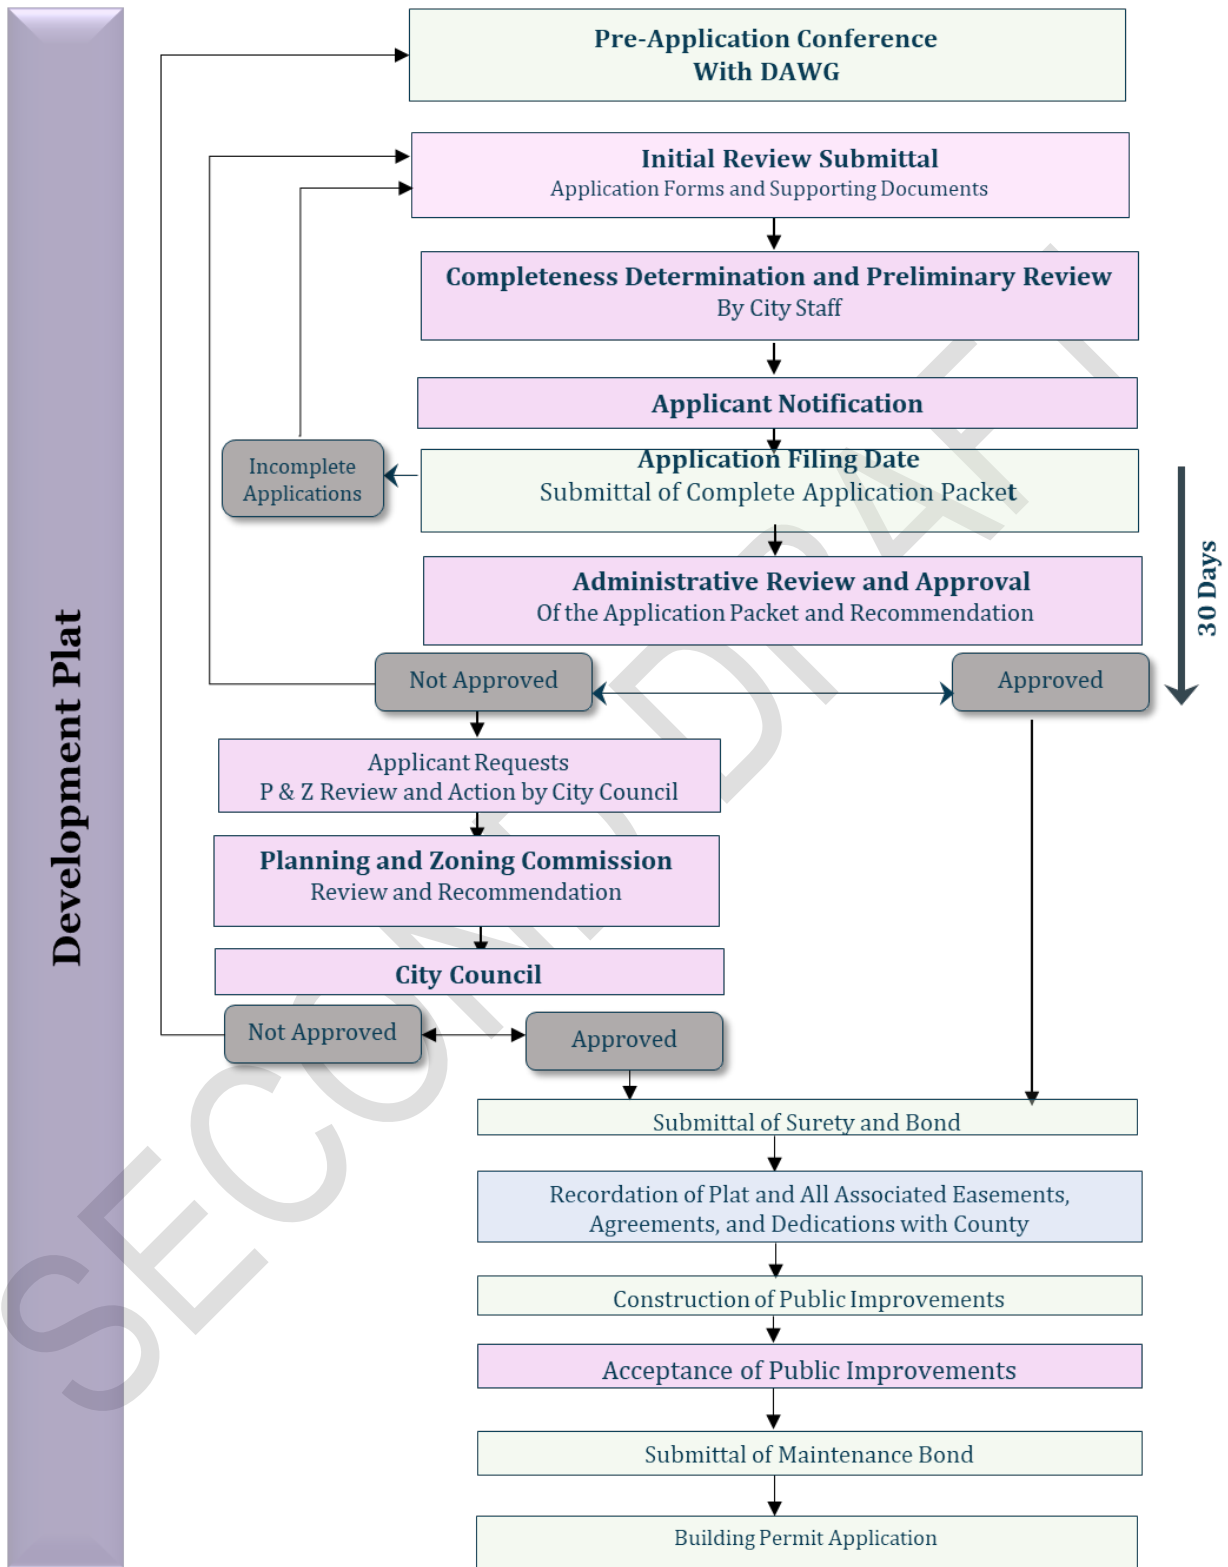 Development Plat
Pre-Application Conference
With DAWG
Initial Review Submittal
Application Forms and Supporting Documents
Completeness Determination and Preliminary Review
By City Staff
Applicant Notification
Incomplete
Applications
Application Filing Date
Submittal of Complete Application Packet
30 Days
Administrative Review and Approval
Of the Application Packet and Recommendation
Not Approved
Approved
Applicant Requests
P & Z Review and Action by City Council
Planning and Zoning Commission
Review and Recommendation
City Council
Not Approved
Approved
Submittal of Surety and Bond
Recordation of Plat and All Associated Easements,
Agreements, and Dedications with County
Construction of Public Improvements
Acceptance of Public Improvements
Submittal of Maintenance Bond
Building Permit Application
SECOND DRAFT